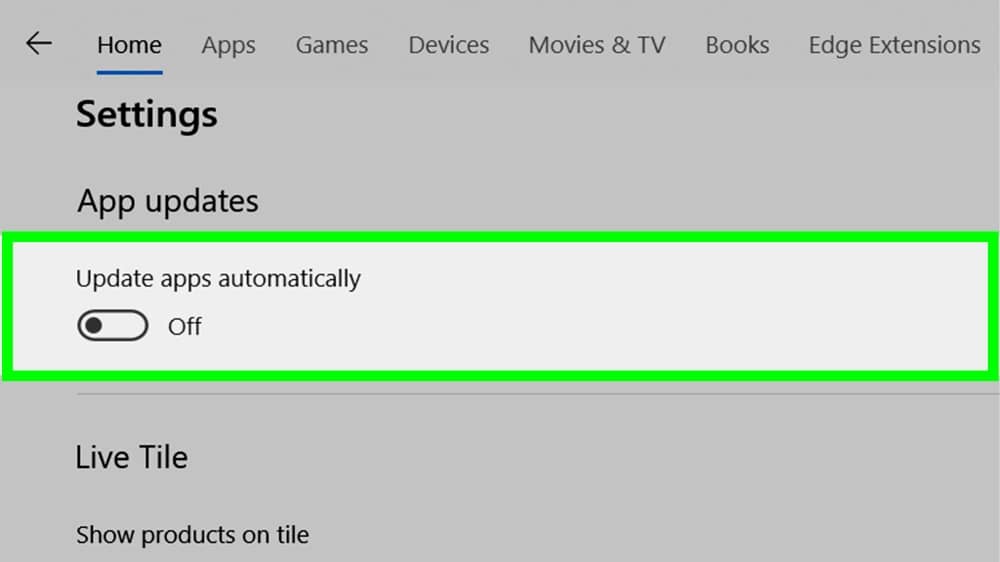 Home Apps Games Devices Movies & TV Books Edge Extensions
Settings
App updates
Update apps automatically
Off
Live Tile
Show products on tile